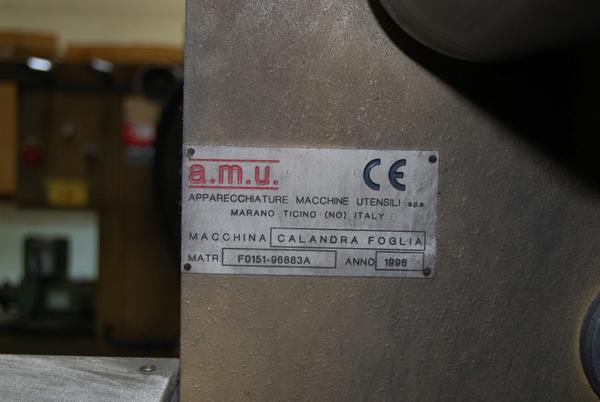 a.m.u. CE
APPARECCHIATURE MACCHINE UTENSILI s.p.a.
MARANO TICINO (NO) ITALY
MACCHINA CALANDRA FOGLIA
MATR. F0151-96883A ANNO 1996